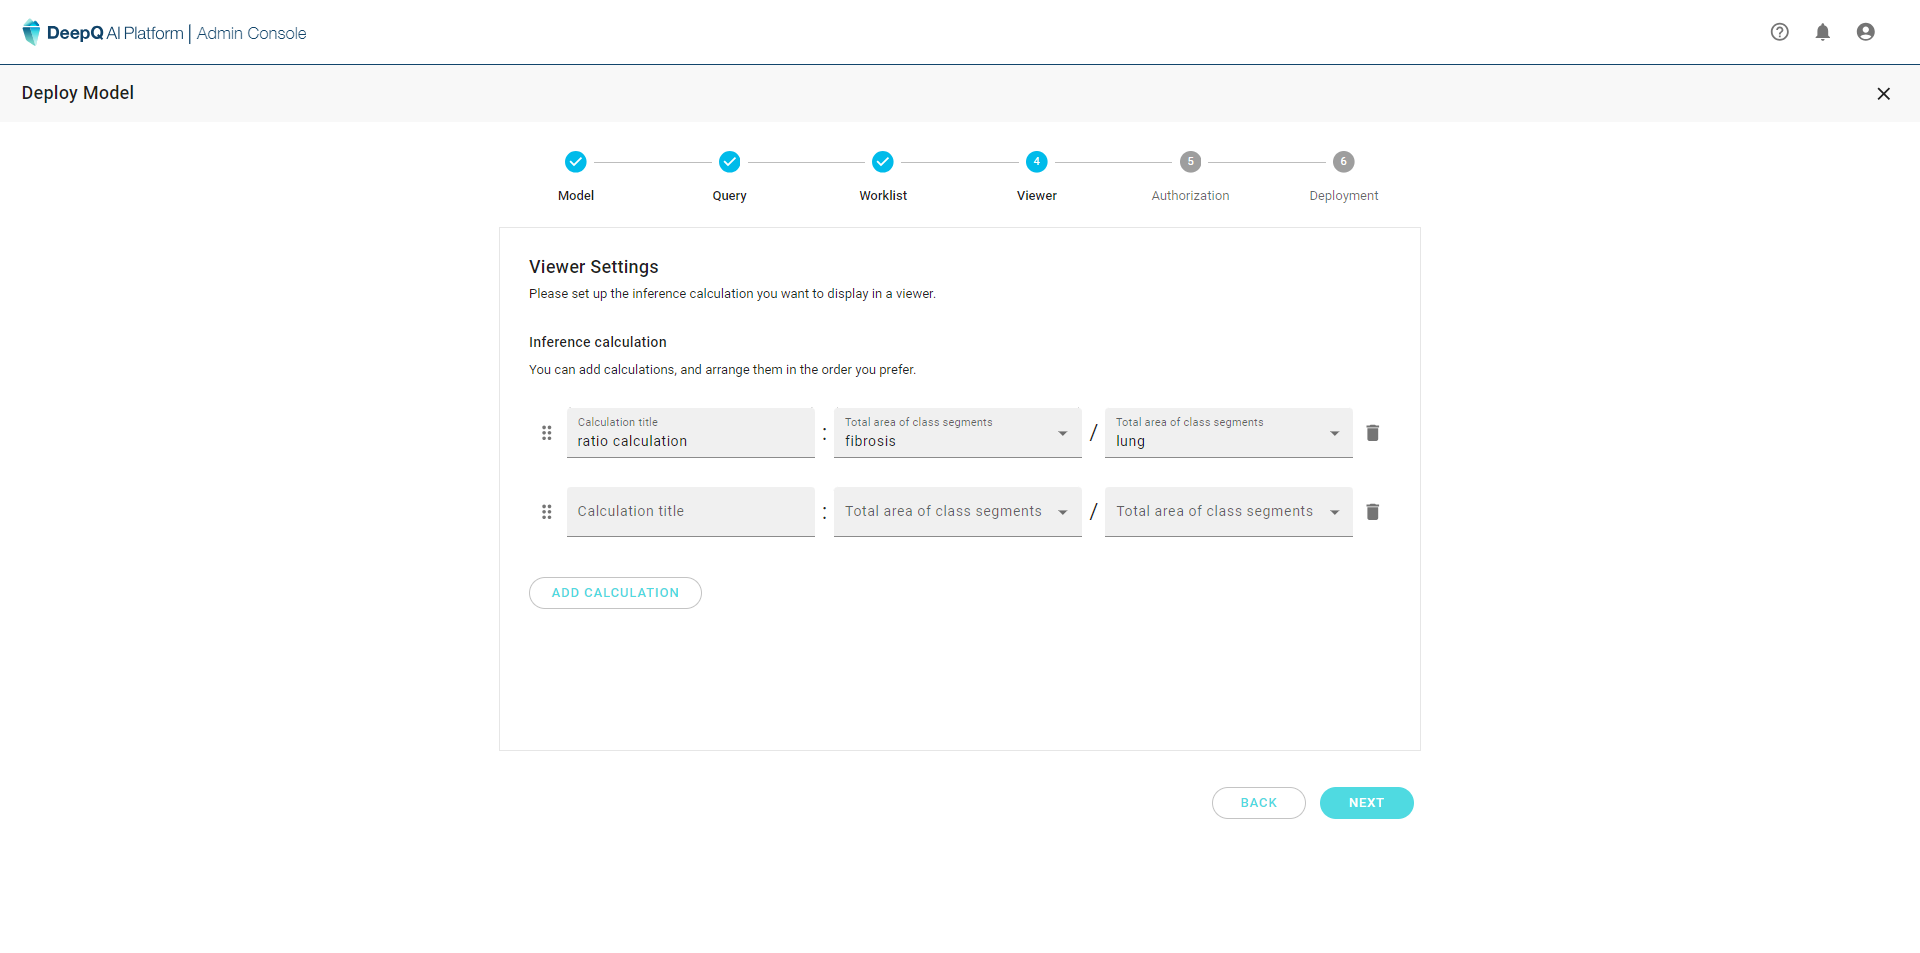 DeepQ AI Platform | Admin Console
Deploy Model
4 5 6
Model Query Worklist Viewer Authorization Deployment
Viewer Settings
Please set up the inference calculation you want to display in a viewer.
Inference calculation
You can add calculations, and arrange them in the order you prefer.
Calculation title Total area of class segments Total area of class segments
ratio calculation : fibrosis / lung
Calculation title : Total area of class segments / Total area of class segments
ADD CALCULATION
BACK NEXT